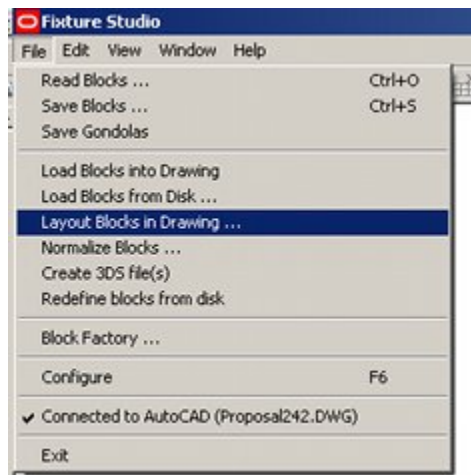 Fixture Studio
File Edit View Window Help
Read Blocks ... Ctrl+O
Save Blocks ... Ctrl+S
Save Gondolas
Load Blocks into Drawing
Load Blocks from Disk ...
Layout Blocks in Drawing ...
Normalize Blocks ...
Create 3DS file(s)
Redefine blocks from disk
Block Factory ...
Configure F6
✓ Connected to AutoCAD (Proposal242.DWG)
Exit